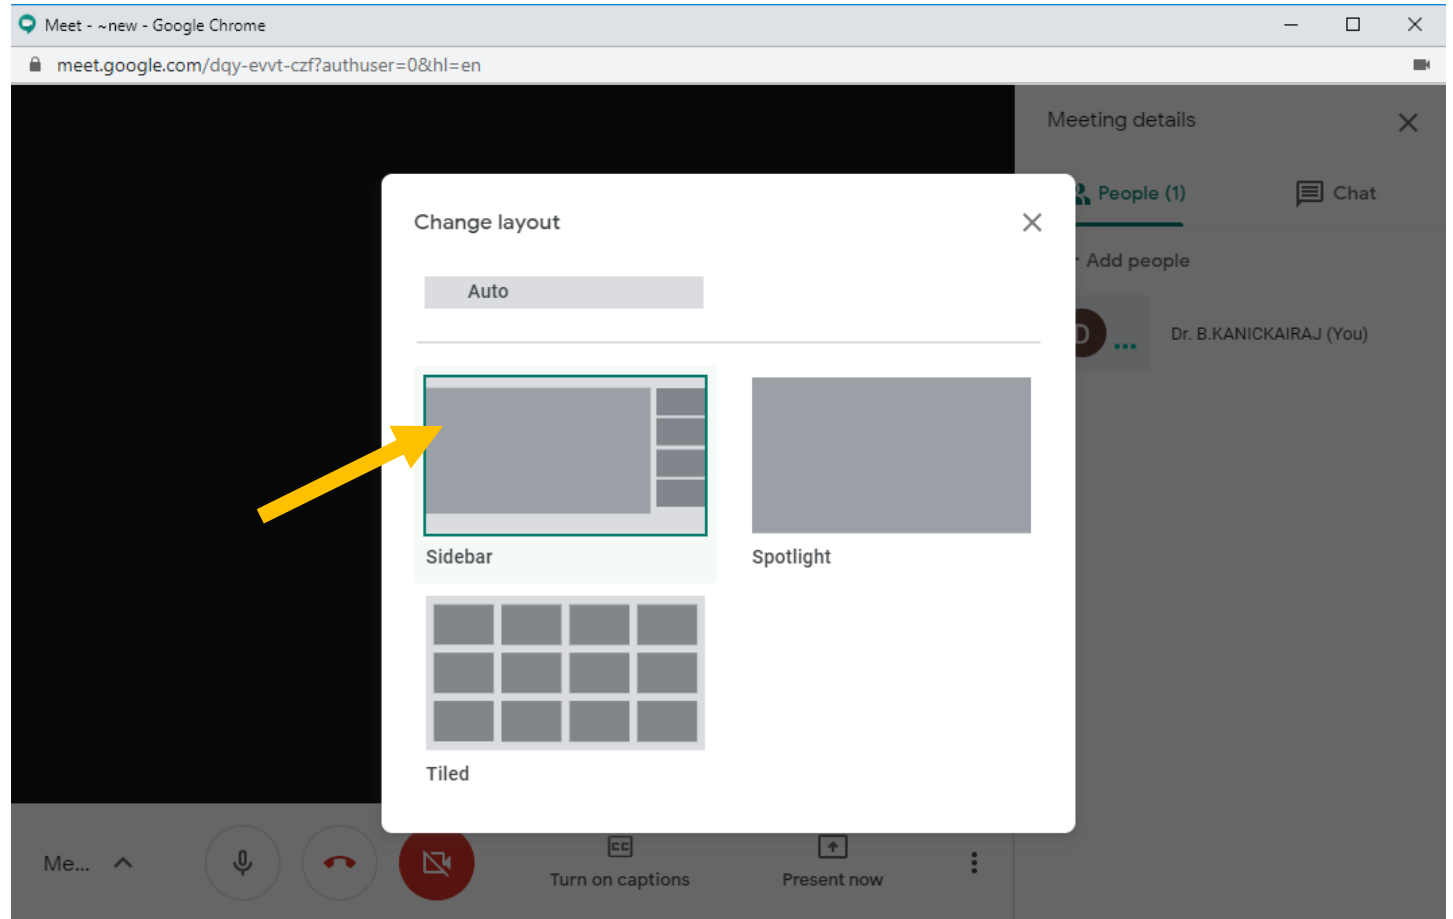 Meet - ~new - Google Chrome
meet.google.com/dqy-evvt-czf?authuser=0&hl=en
Meeting details
People (1)
Chat
Add people
D
Dr. B.KANICKAIRAJ (You)
Change layout
Auto
Sidebar
Spotlight
Tiled
Me...
CC
Turn on captions
Present now